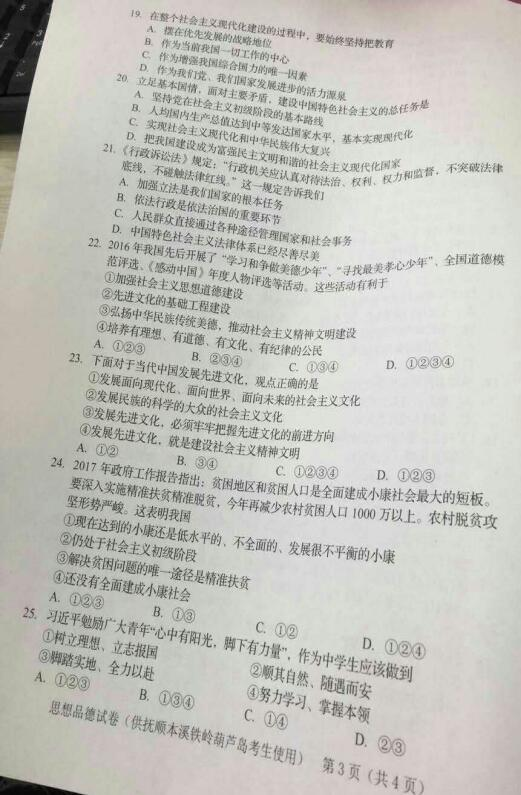 19. 在整个社会主义现代化建设的过程中，要始终坚持把教育
A. 摆在优先发展的战略地位
B. 作为当前我国一切工作的中心
C. 作为增强我国综合国力的唯一因素
D. 作为我们党、我们国家发展进步的活力源泉
20. 立足基本国情，面对主要矛盾，建设中国特色社会主义的总任务是
A. 坚持党在社会主义初级阶段的基本路线
B. 人均国内生产总值达到中等发达国家水平，基本实现现代化
C. 实现社会主义现代化和中华民族伟大复兴
D. 把我国建设成为富强民主文明和谐的社会主义现代化国家
21. 《行政诉讼法》规定：“行政机关应认真对待法治、权利、权力和监督，不突破法律
底线，不碰触法律红线。”这一规定告诉我们
A. 加强立法是我们国家的根本任务
B. 依法行政是依法治国的重要环节
C. 人民群众直接通过各种途径管理国家和社会事务
D. 中国特色社会主义法律体系已经尽善尽美
22. 2016年我国先后开展了“学习和争做美德少年”、“寻找最美孝心少年”、全国道德模
范评选、《感动中国》年度人物评选等活动。这些活动有利于
①加强社会主义思想道德建设
②先进文化的基础工程建设
③弘扬中华民族传统美德，推动社会主义精神文明建设
④培养有理想、有道德、有文化、有纪律的公民
A. ①②③ B. ②③④ C. ①③④ D. ①②③④
23. 下面对于当代中国发展先进文化，观点正确的是
①发展面向现代化、面向世界、面向未来的社会主义文化
②发展民族的科学的大众的社会主义文化
③发展先进文化，必须牢牢把握先进文化的前进方向
④发展先进文化，就是建设社会主义精神文明
A. ①② B. ③④ C. ①②③④ D. ①②③
24. 2017年政府工作报告指出：贫困地区和贫困人口是全面建成小康社会最大的短板。
要深入实施精准扶贫精准脱贫，今年再减少农村贫困人口1000万以上。农村脱贫攻
坚形势严峻。这表明我国
①现在达到的小康还是低水平的、不全面的、发展很不平衡的小康
②仍处于社会主义初级阶段
③解决贫困问题的唯一途径是精准扶贫
④还没有全面建成小康社会
A. ①②③ B. ①③ C. ①② D. ①②④
25. 习近平勉励广大青年“心中有阳光，脚下有力量”，作为中学生应该做到
①树立理想、立志报国 ②顺其自然、随遇而安
③脚踏实地、全力以赴 ④努力学习、掌握本领
A. ①②③ B. ①③④ C. ①④ D. ②③
思想品德试卷（供抚顺本溪铁岭葫芦岛考生使用） 第3页（共4页）